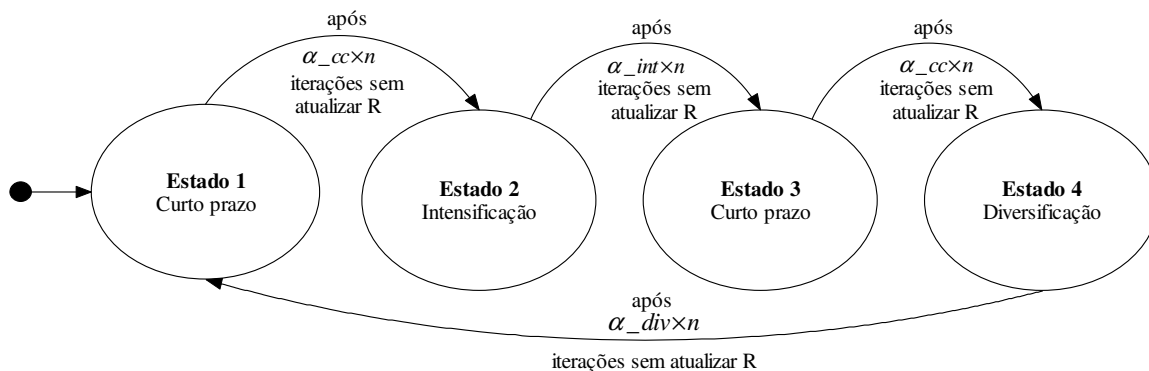 após
α_cc×n
iterações sem
atualizar R
após
α_int×n
iterações sem
atualizar R
após
α_cc×n
iterações sem
atualizar R
Estado 1
Curto prazo
Estado 2
Intensificação
Estado 3
Curto prazo
Estado 4
Diversificação
após
α_div×n
iterações sem atualizar R